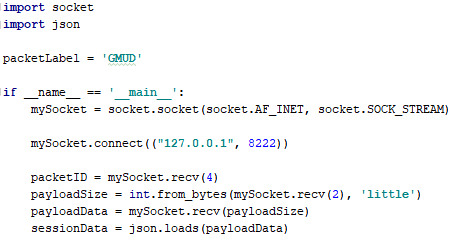 import socket
import json
packetLabel = 'GMUD'
if __name__ == '__main__':
    mySocket = socket.socket(socket.AF_INET, socket.SOCK_STREAM)
    mySocket.connect(("127.0.0.1", 8222))
    packetID = mySocket.recv(4)
    payloadSize = int.from_bytes(mySocket.recv(2), 'little')
    payloadData = mySocket.recv(payloadSize)
    sessionData = json.loads(payloadData)